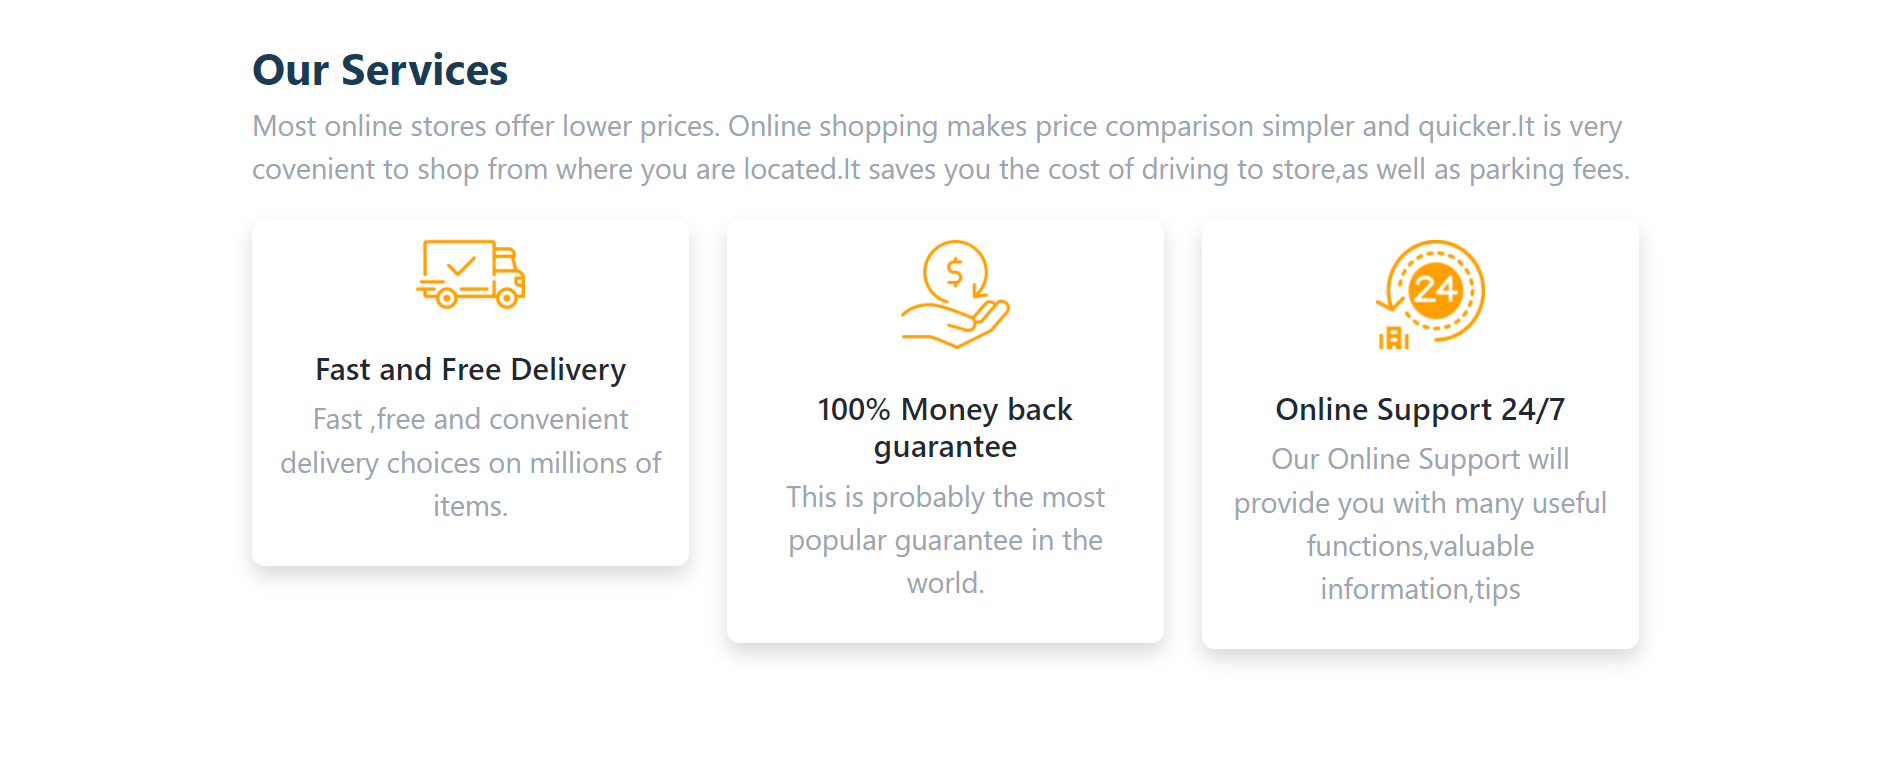 Our Services
Most online stores offer lower prices. Online shopping makes price comparison simpler and quicker.It is very
covenient to shop from where you are located.It saves you the cost of driving to store,as well as parking fees.
Fast and Free Delivery
Fast ,free and convenient
delivery choices on millions of
items.
$
100% Money back
guarantee
This is probably the most
popular guarantee in the
world.
24
Online Support 24/7
Our Online Support will
provide you with many useful
functions,valuable
information,tips